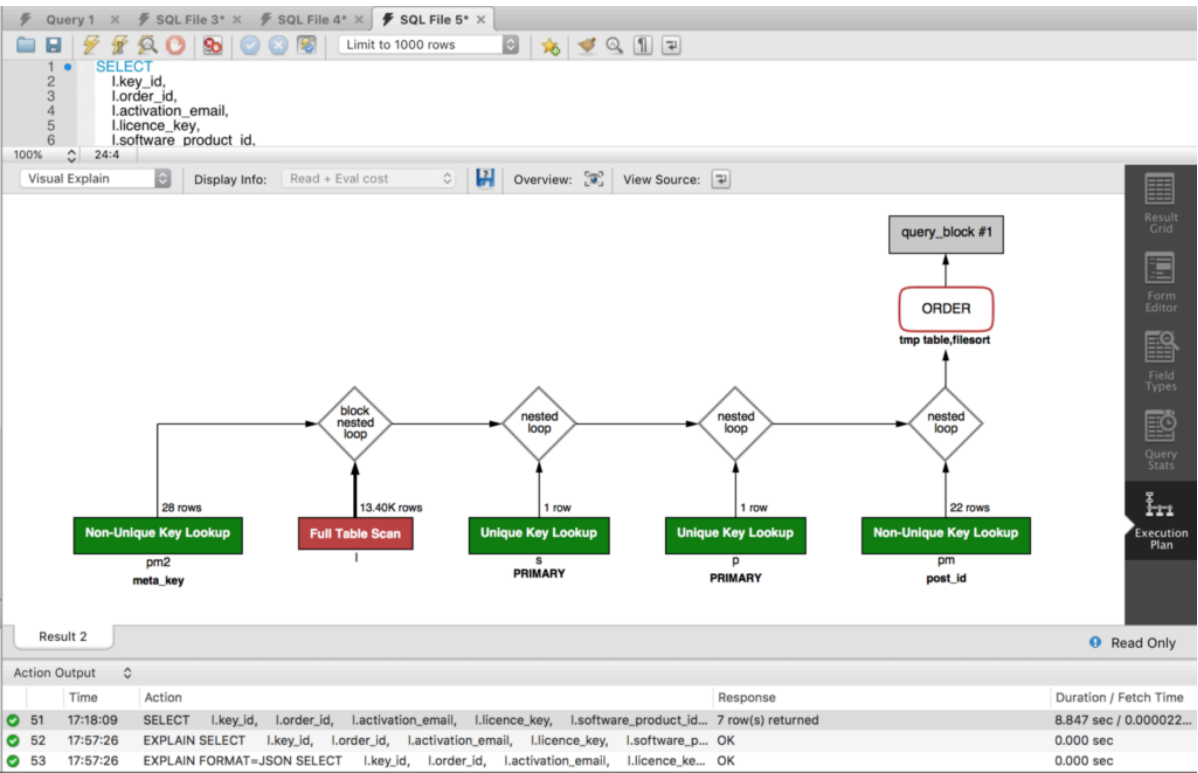 Query 1 × SQL File 3* × SQL File 4* × SQL File 5* ×
Limit to 1000 rows
1 SELECT
2 l.key_id,
3 l.order_id,
4 l.activation_email,
5 l.licence_key,
6 l.software_product_id,
100% 24:4
Visual Explain Display Info: Read + Eval cost Overview: View Source:
Result
Grid
Form
Editor
Field
Types
Query
Stats
Execution
Plan
query_block #1
ORDER
tmp table,filesort
block
nested
loop
nested
loop
nested
loop
nested
loop
28 rows 13.40K rows 1 row 1 row 22 rows
Non-Unique Key Lookup Full Table Scan Unique Key Lookup Unique Key Lookup Non-Unique Key Lookup
pm2 l s p pm
meta_key PRIMARY PRIMARY post_id
Result 2 Read Only
Action Output
Time Action Response Duration / Fetch Time
51 17:18:09 SELECT l.key_id, l.order_id, l.activation_email, l.licence_key, l.software_product_id... 7 row(s) returned 8.847 sec / 0.000022...
52 17:57:26 EXPLAIN SELECT l.key_id, l.order_id, l.activation_email, l.licence_key, l.software_p... OK 0.000 sec
53 17:57:26 EXPLAIN FORMAT=JSON SELECT l.key_id, l.order_id, l.activation_email, l.licence_ke... OK 0.000 sec